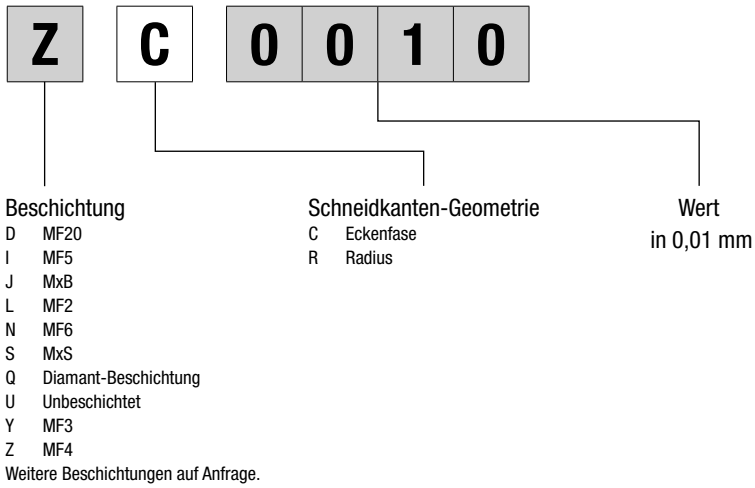 Z C 0 0 1 0
Beschichtung
D MF20
I MF5
J MxB
L MF2
N MF6
S MxS
Q Diamant-Beschichtung
U Unbeschichtet
Y MF3
Z MF4
Weitere Beschichtungen auf Anfrage.
Schneidkanten-Geometrie
C Eckenfase
R Radius
Wert
in 0,01 mm